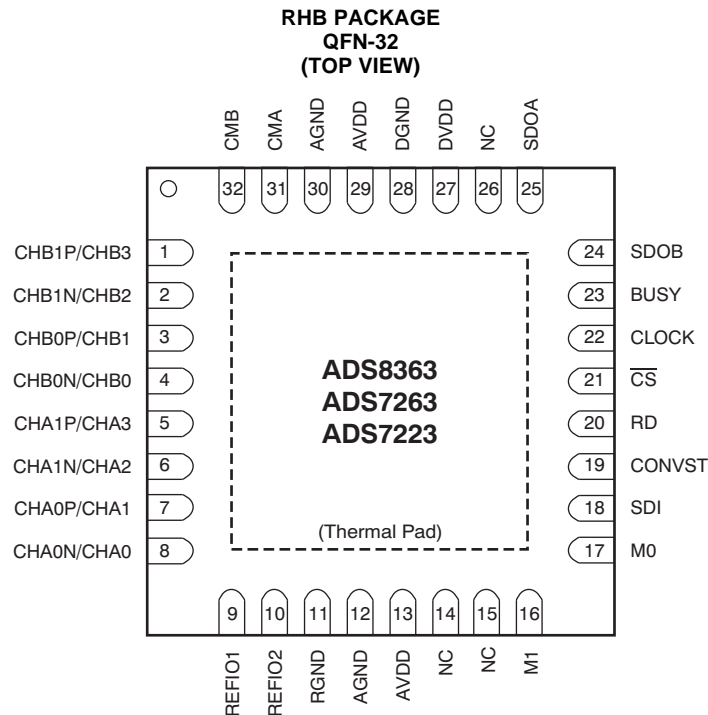 RHB PACKAGE
QFN-32
(TOP VIEW)
CMB
CMA
AGND
AVDD
DGND
DVDD
NC
SDOA
32 31 30 29 28 27 26 25
CHB1P/CHB3 1
CHB1N/CHB2 2
CHB0P/CHB1 3
CHB0N/CHB0 4
CHA1P/CHA3 5
CHA1N/CHA2 6
CHA0P/CHA1 7
CHA0N/CHA0 8
ADS8363
ADS7263
ADS7223
(Thermal Pad)
24 SDOB
23 BUSY
22 CLOCK
21 CS
20 RD
19 CONVST
18 SDI
17 M0
9 10 11 12 13 14 15 16
REFIO1
REFIO2
RGND
AGND
AVDD
NC
NC
M1